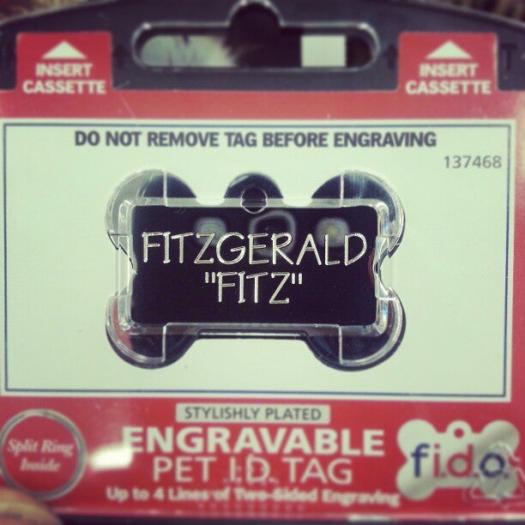 INSERT
CASSETTE
INSERT
CASSETTE
DO NOT REMOVE TAG BEFORE ENGRAVING
137468
FITZGERALD
"FITZ"
STYLISHLY PLATED
Split Ring
Inside
ENGRAVABLE
PET I.D. TAG
Up to 4 Lines of Two-Sided Engraving
f.i.d.o.